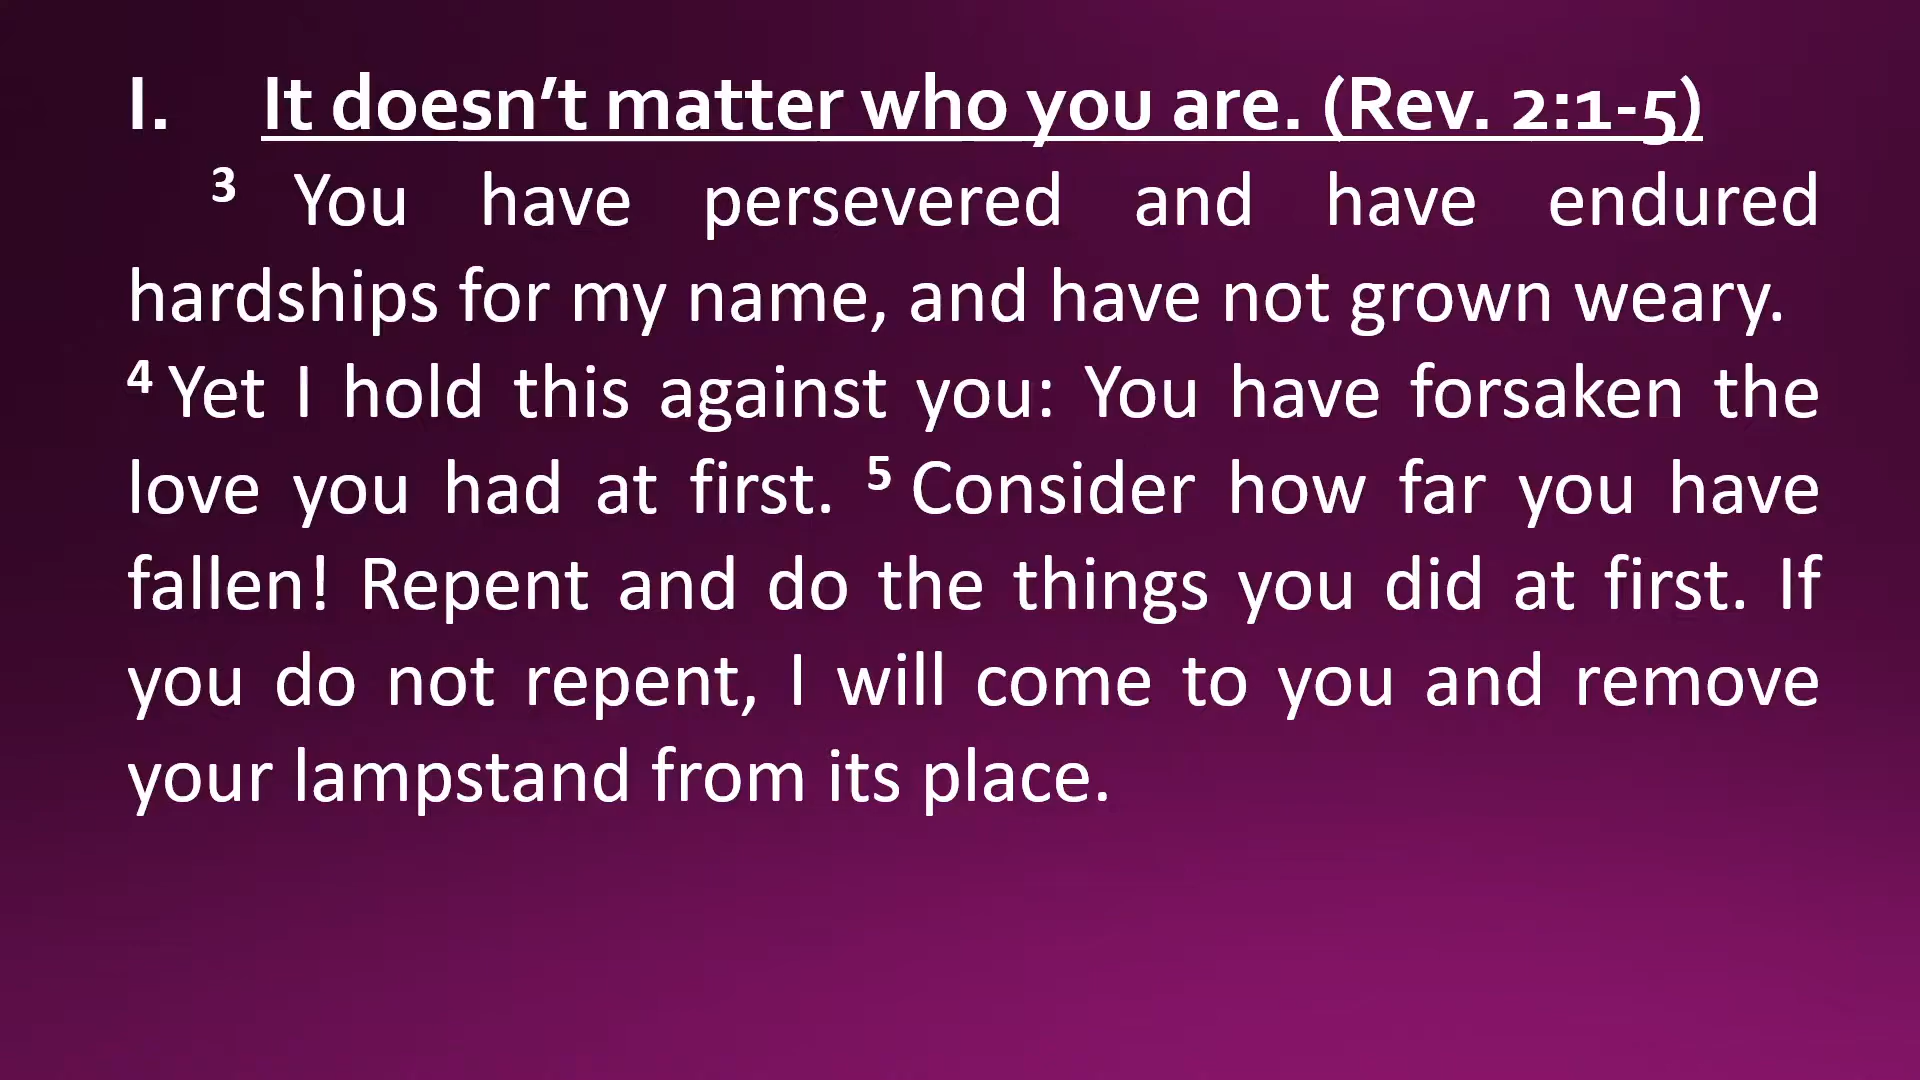 I. It doesn’t matter who you are. (Rev. 2:1-5)
³ You have persevered and have endured
hardships for my name, and have not grown weary.
⁴ Yet I hold this against you: You have forsaken the
love you had at first. ⁵ Consider how far you have
fallen! Repent and do the things you did at first. If
you do not repent, I will come to you and remove
your lampstand from its place.